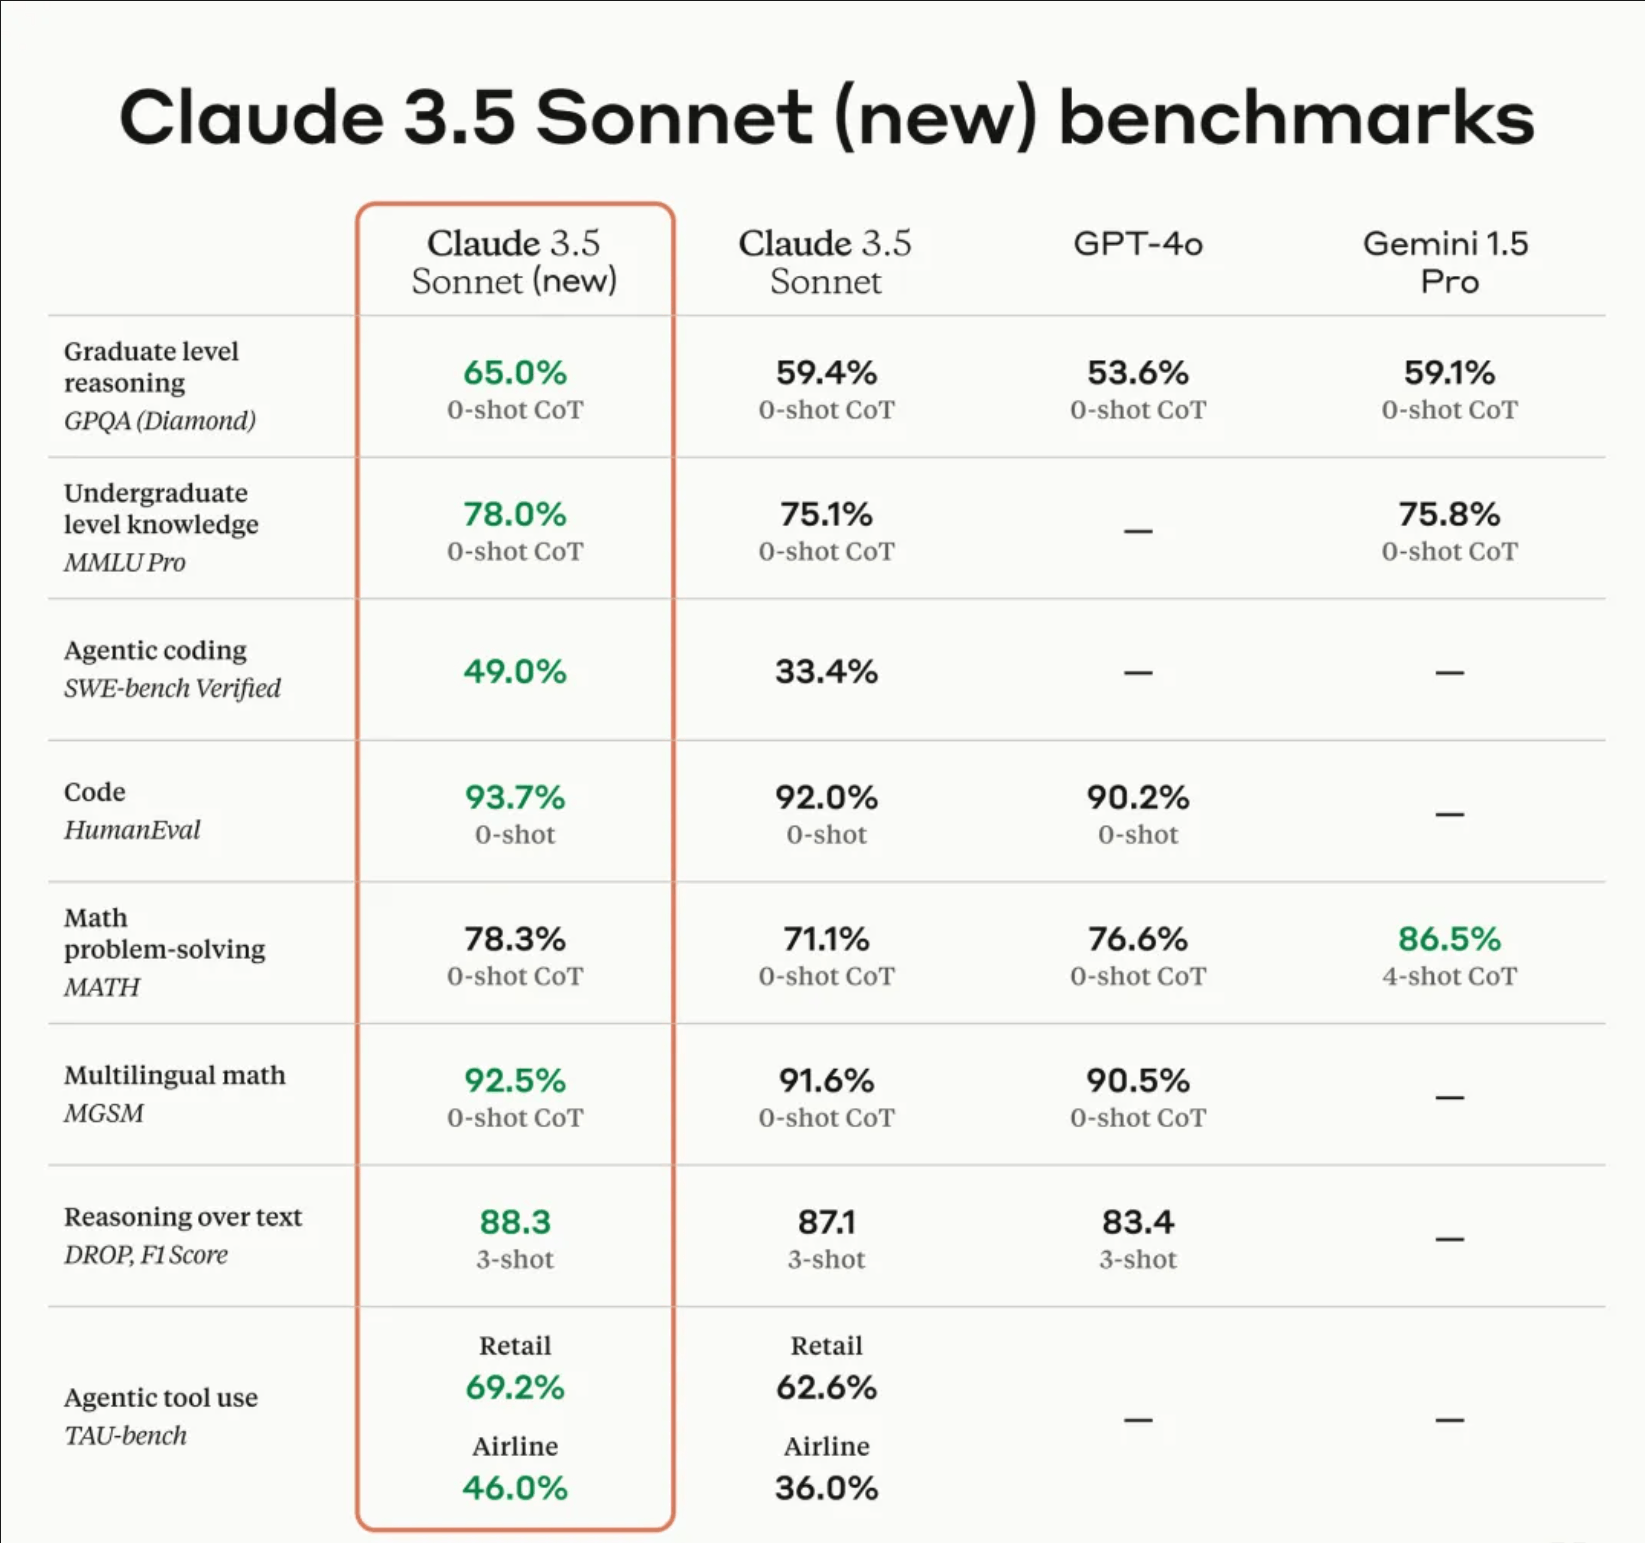 Claude 3.5 Sonnet (new) benchmarks
Claude 3.5 Sonnet (new)
Claude 3.5 Sonnet
GPT-4o
Gemini 1.5 Pro
Graduate level
reasoning
GPQA (Diamond)
65.0%
0-shot CoT
59.4%
0-shot CoT
53.6%
0-shot CoT
59.1%
0-shot CoT
Undergraduate
level knowledge
MMLU Pro
78.0%
0-shot CoT
75.1%
0-shot CoT
—
75.8%
0-shot CoT
Agentic coding
SWE-bench Verified
49.0%
33.4%
—
—
Code
HumanEval
93.7%
0-shot
92.0%
0-shot
90.2%
0-shot
—
Math
problem-solving
MATH
78.3%
0-shot CoT
71.1%
0-shot CoT
76.6%
0-shot CoT
86.5%
4-shot CoT
Multilingual math
MGSM
92.5%
0-shot CoT
91.6%
0-shot CoT
90.5%
0-shot CoT
—
Reasoning over text
DROP, F1 Score
88.3
3-shot
87.1
3-shot
83.4
3-shot
—
Agentic tool use
TAU-bench
Retail
69.2%
Airline
46.0%
Retail
62.6%
Airline
36.0%
—
—